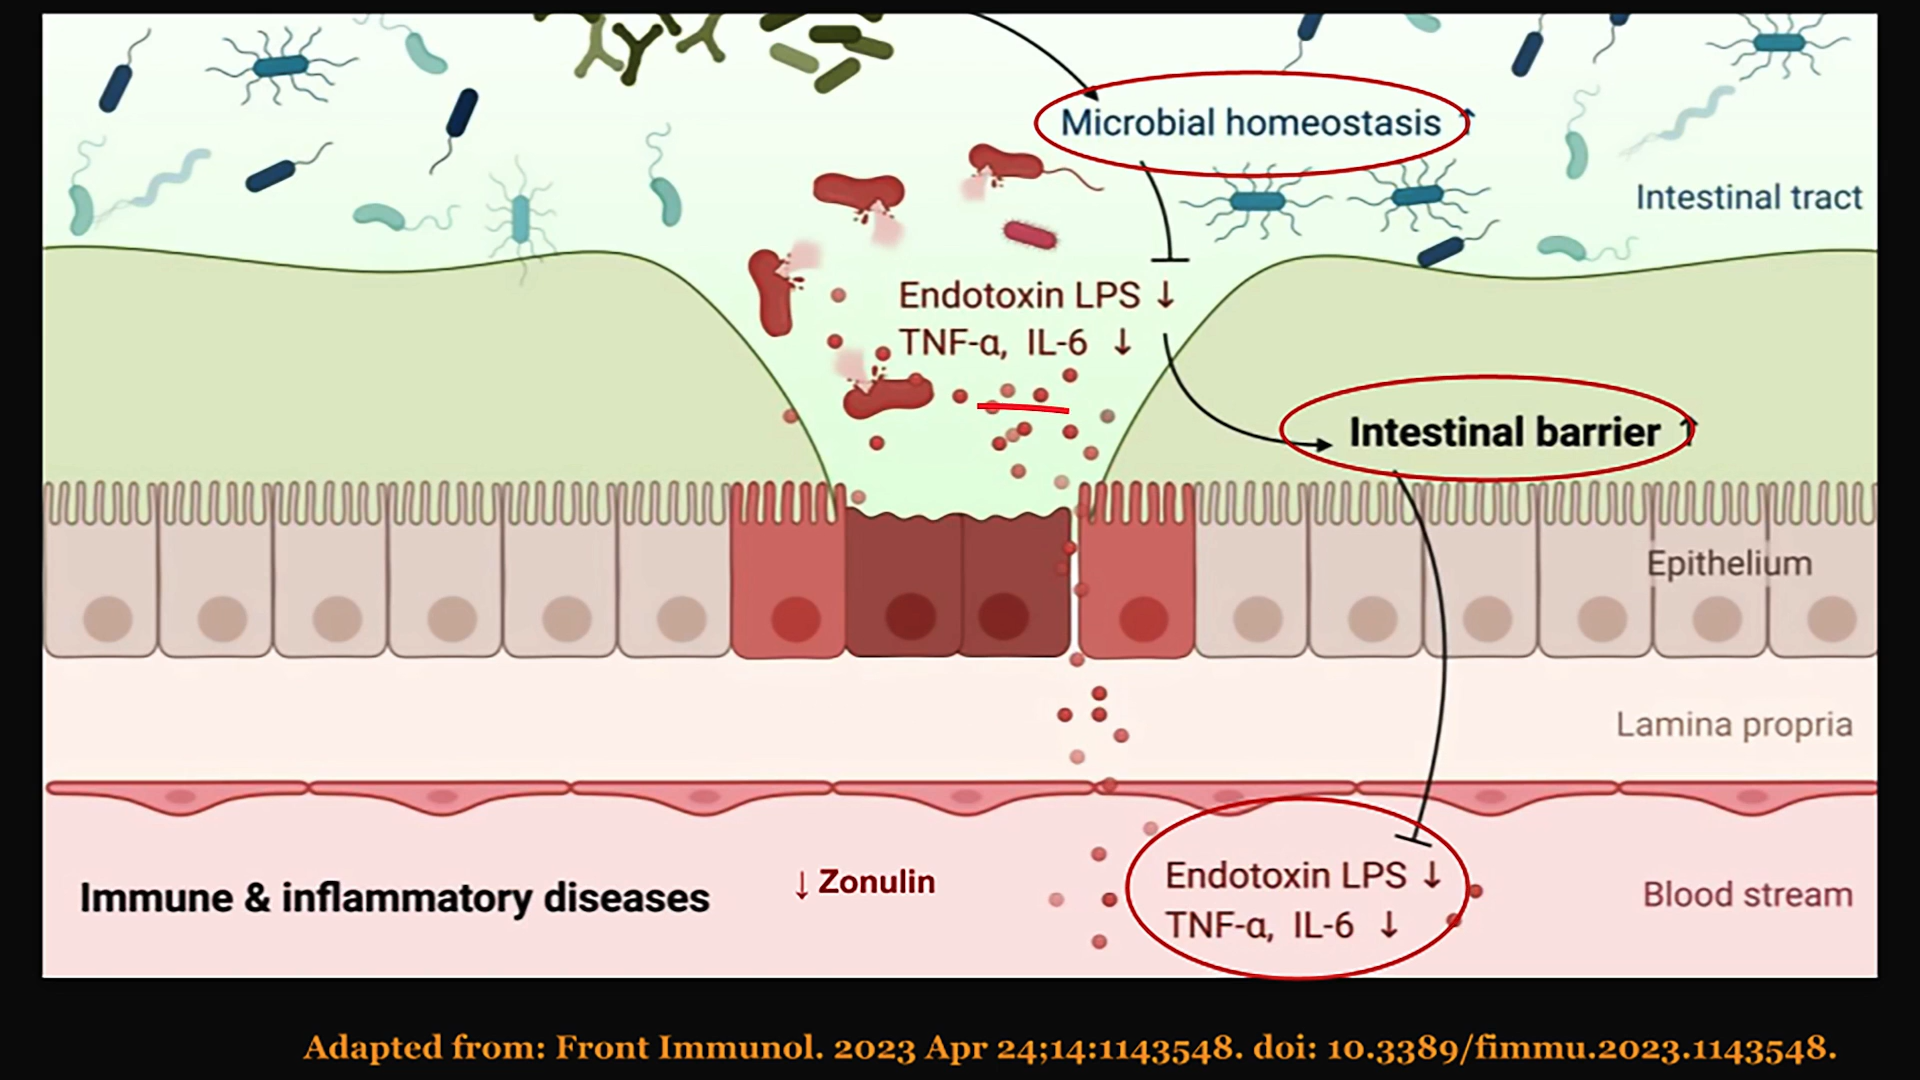 Microbial homeostasis ↑
Intestinal tract
Endotoxin LPS ↓
TNF-α, IL-6 ↓
Intestinal barrier ↑
Epithelium
Lamina propria
Immune & inflammatory diseases
↓ Zonulin
Endotoxin LPS ↓
TNF-α, IL-6 ↓
Blood stream
Adapted from: Front Immunol. 2023 Apr 24;14:1143548. doi: 10.3389/fimmu.2023.1143548.